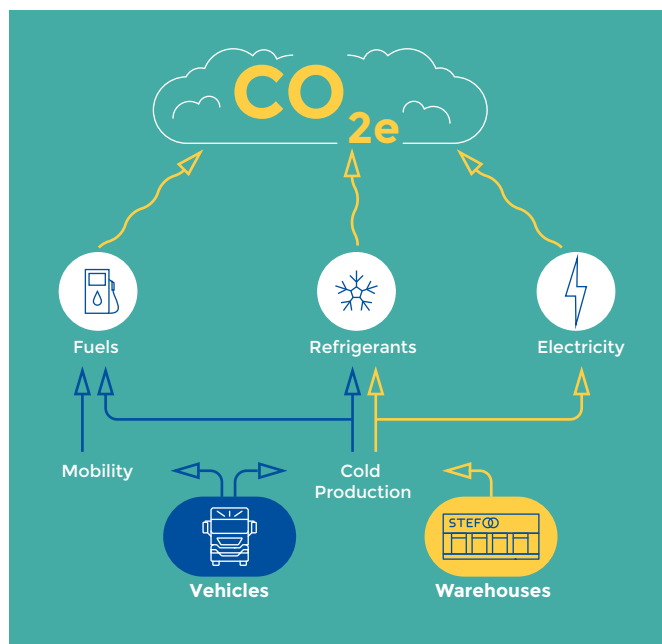 CO2e
Fuels
Refrigerants
Electricity
Mobility
Cold
Production
STEF
Vehicles
Warehouses